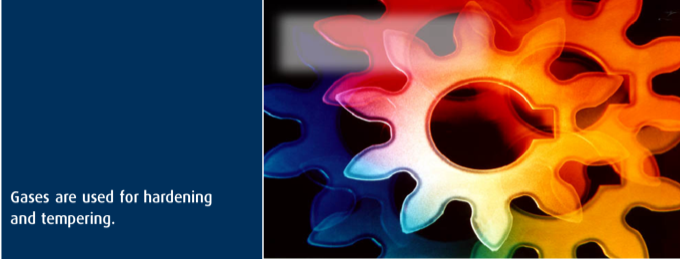 Gases are used for hardening
and tempering.